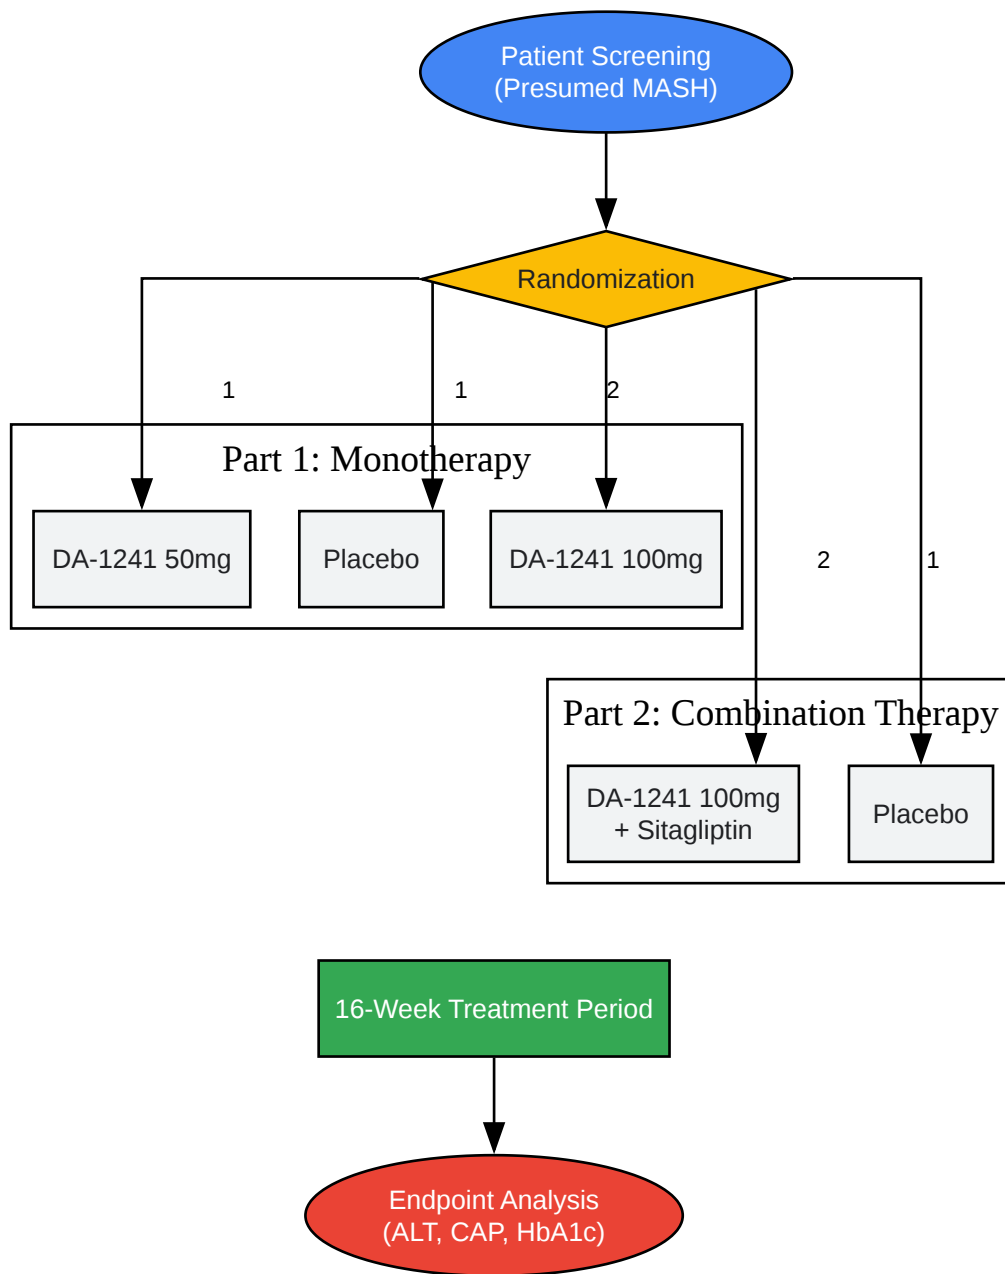 Patient Screening
(Presumed MASH)
Randomization
1
1
2
Part 1: Monotherapy
DA-1241 50mg
Placebo
DA-1241 100mg
2
1
Part 2: Combination Therapy
DA-1241 100mg
+ Sitagliptin
Placebo
16-Week Treatment Period
Endpoint Analysis
(ALT, CAP, HbA1c)